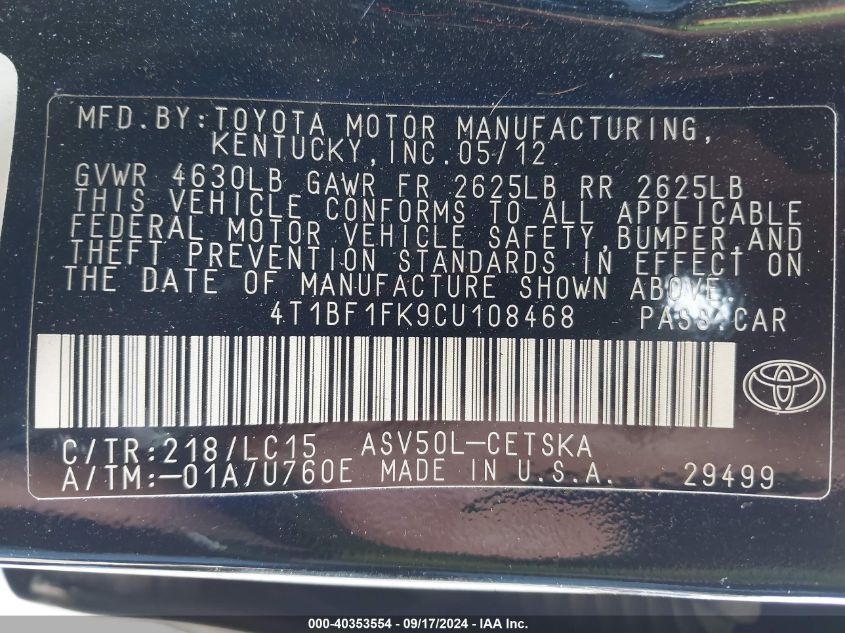 MFD.BY:TOYOTA MOTOR MANUFACTURING,
KENTUCKY,INC.05/12
GVWR 4630LB GAWR FR 2625LB RR 2625LB
THIS VEHICLE CONFORMS TO ALL APPLICABLE
FEDERAL MOTOR VEHICLE SAFETY,BUMPER,AND
THEFT PREVENTION STANDARDS IN EFFECT ON
THE DATE OF MANUFACTURE SHOWN ABOVE.
4T1BF1FK9CU108468 PASS.CAR
C/TR:218/LC15 ASV50L-CETSKA
A/TM:-01A/U760E MADE IN U.S.A. 29499
000-40353554 - 09/17/2024 - IAA Inc.